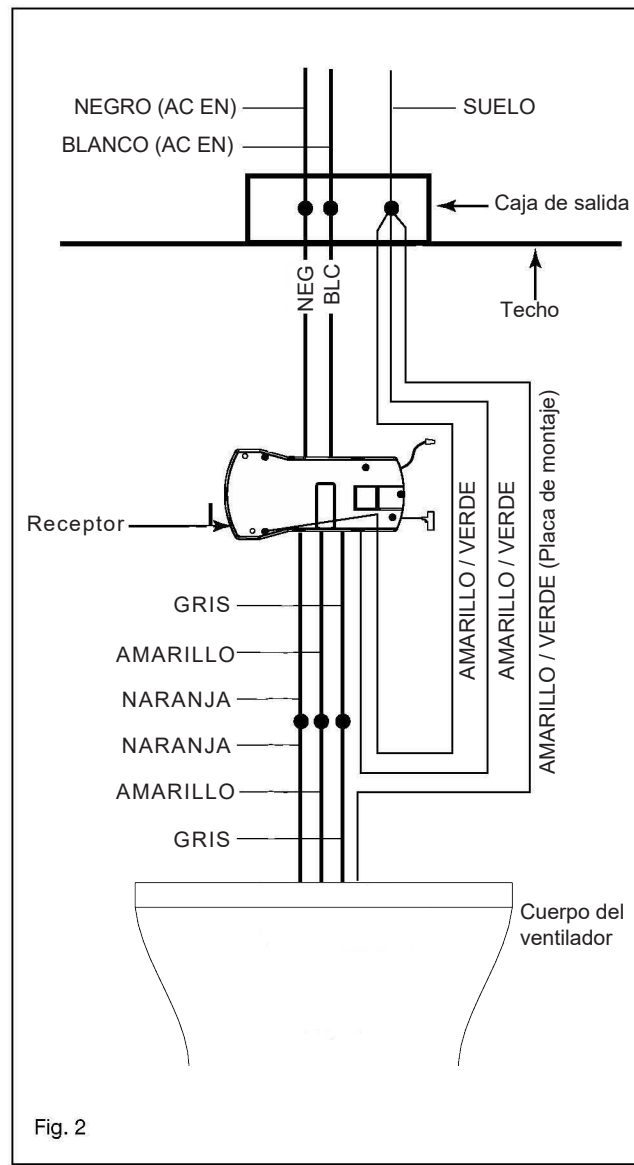 NEGRO (AC EN)
SUELO
BLANCO (AC EN)
Caja de salida
NEG
BLC
Techo
AMARILLO / VERDE
AMARILLO / VERDE
AMARILLO / VERDE (Placa de montaje)
Receptor
GRIS
AMARILLO
NARANJA
NARANJA
AMARILLO
GRIS
Cuerpo del
ventilador
Fig. 2